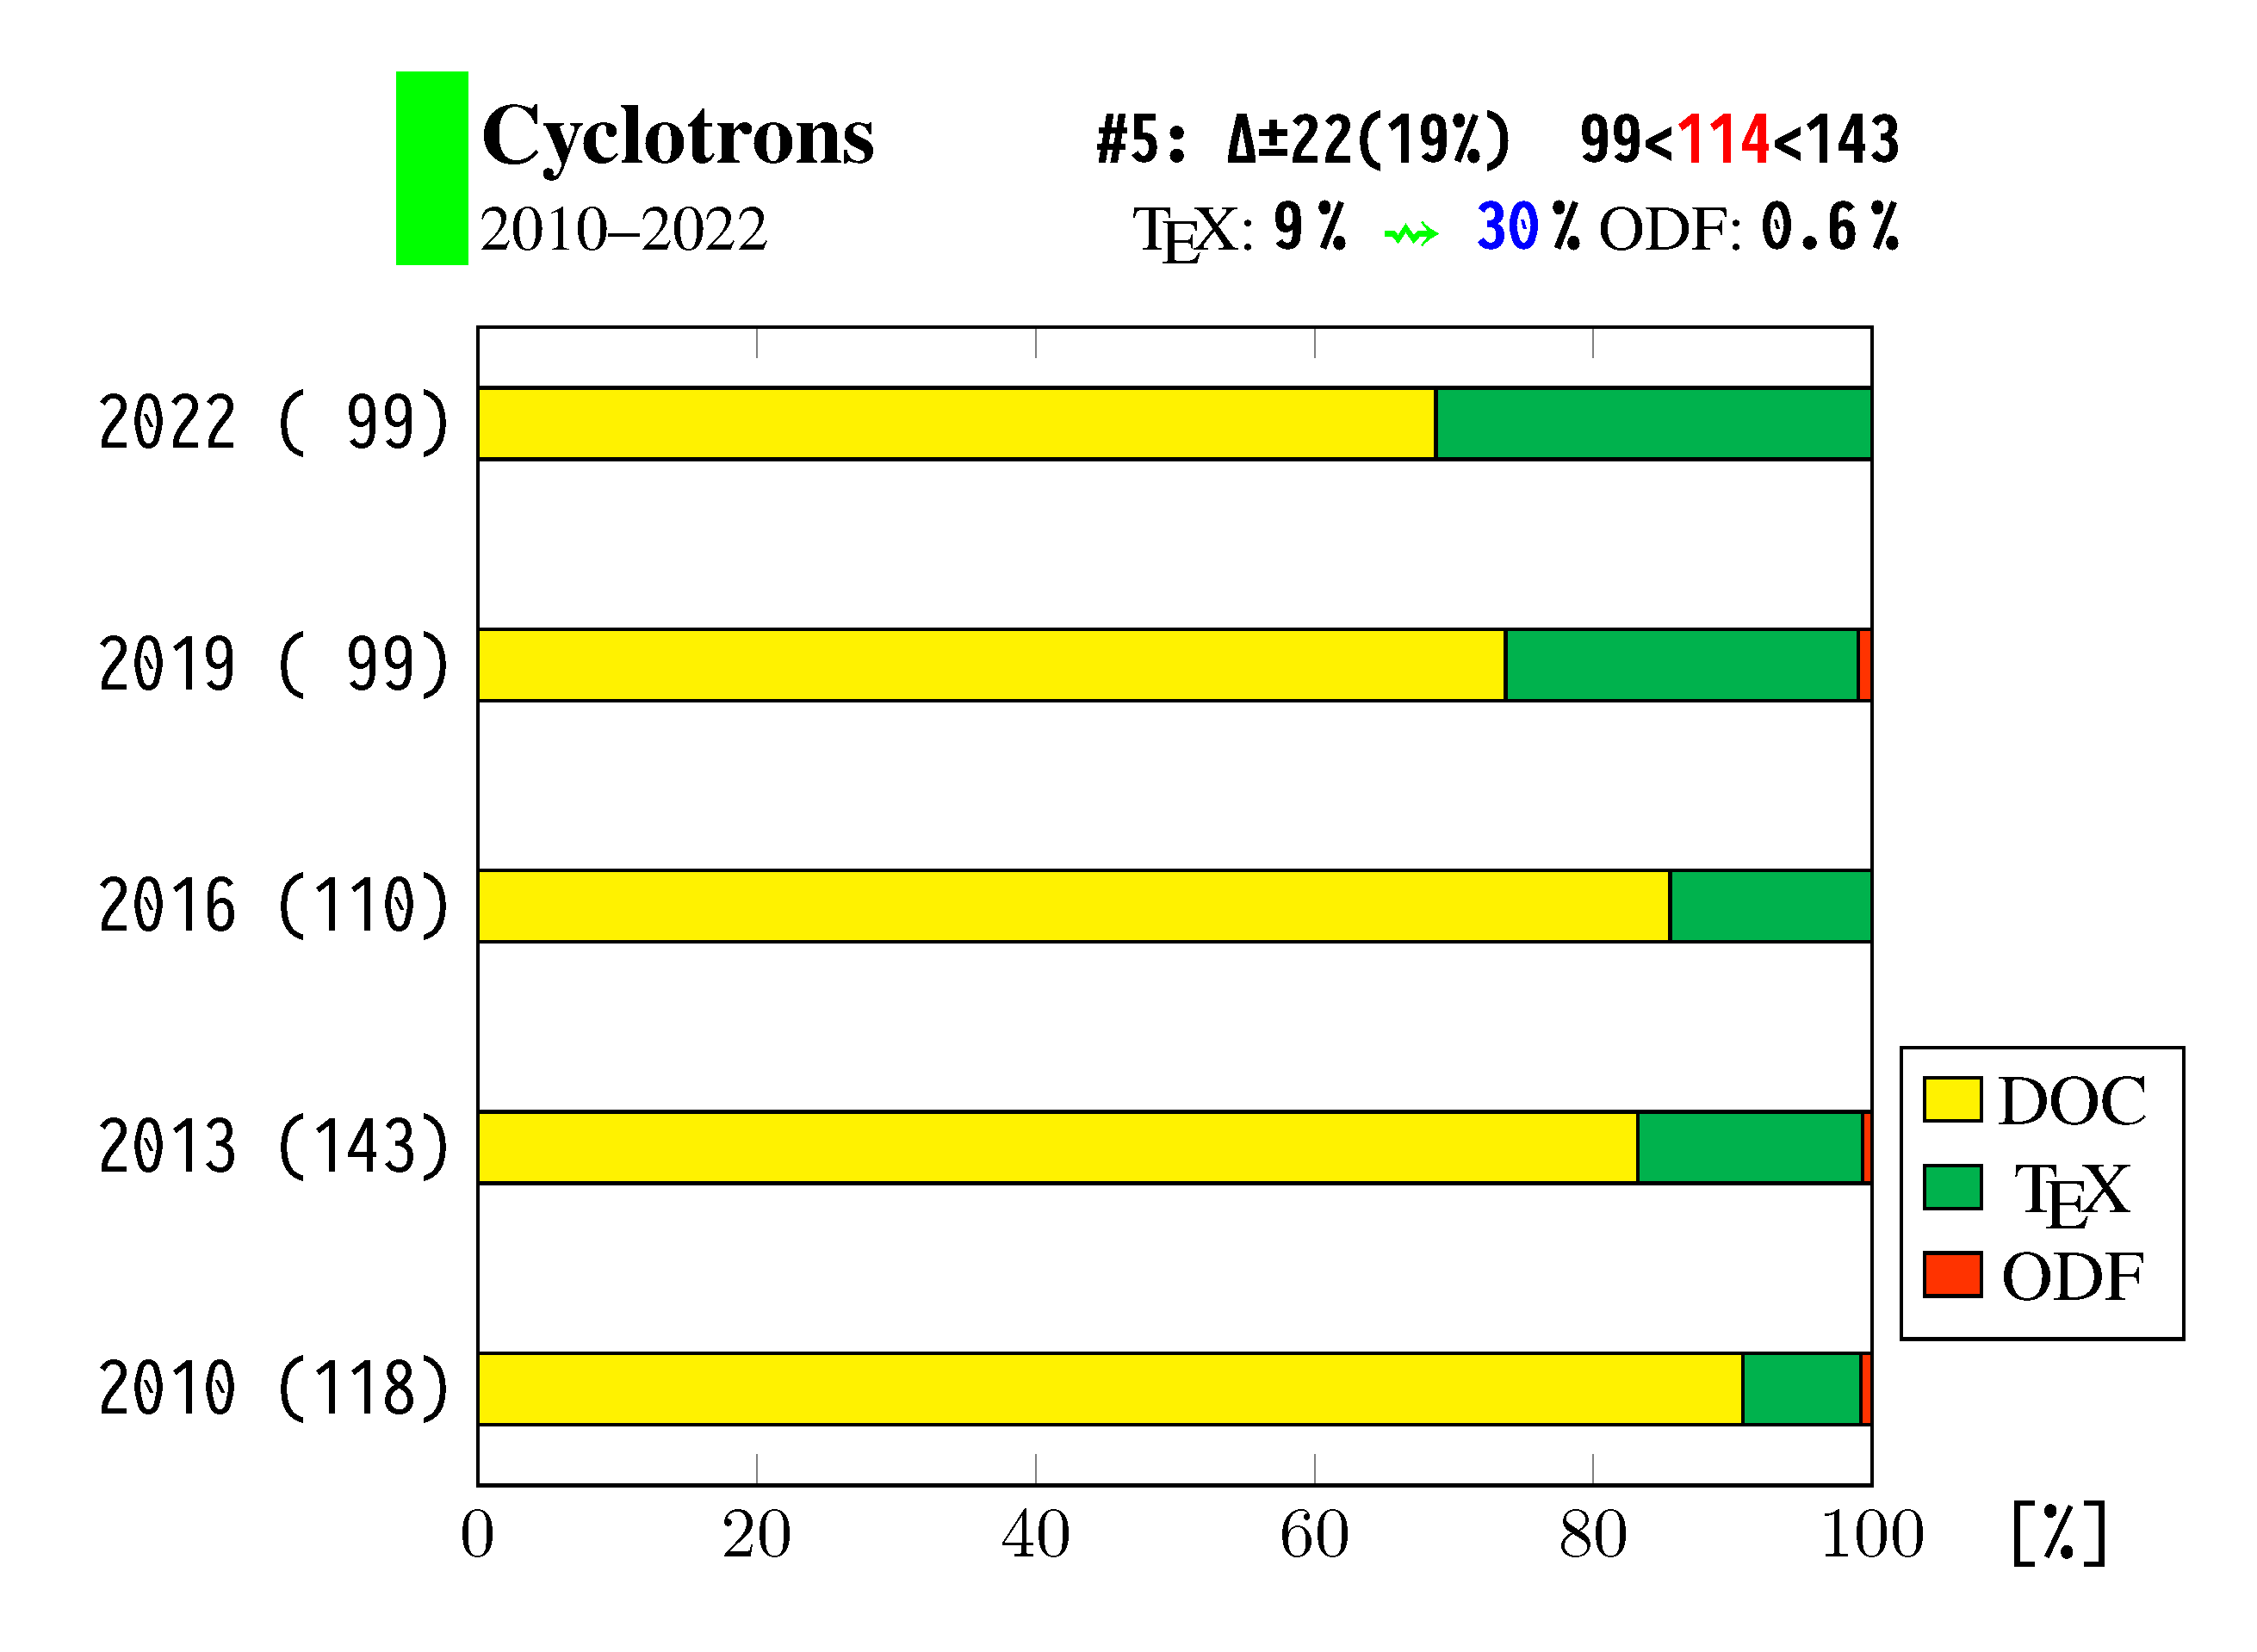 Cyclotrons #5: Δ±22(19%) 99<114<143
2010–2022 TEX: 9% ⇝ 30% ODF: 0.6%
2022 ( 99)
2019 ( 99)
2016 (110)
2013 (143)
2010 (118)
DOC
TEX
ODF
0 20 40 60 80 100 [%]